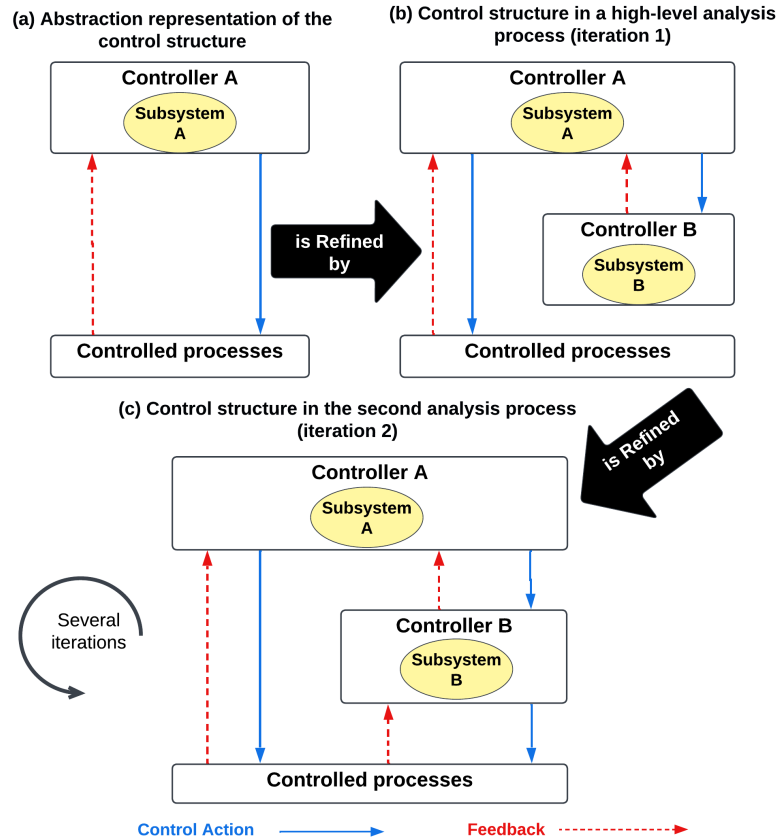 (a) Abstraction representation of the
control structure
Controller A
Subsystem
A
Controlled processes
is Refined
by
(b) Control structure in a high-level analysis
process (iteration 1)
Controller A
Subsystem
A
Controller B
Subsystem
B
Controlled processes
is Refined
by
(c) Control structure in the second analysis process
(iteration 2)
Controller A
Subsystem
A
Controller B
Subsystem
B
Controlled processes
Several
iterations
Control Action
Feedback